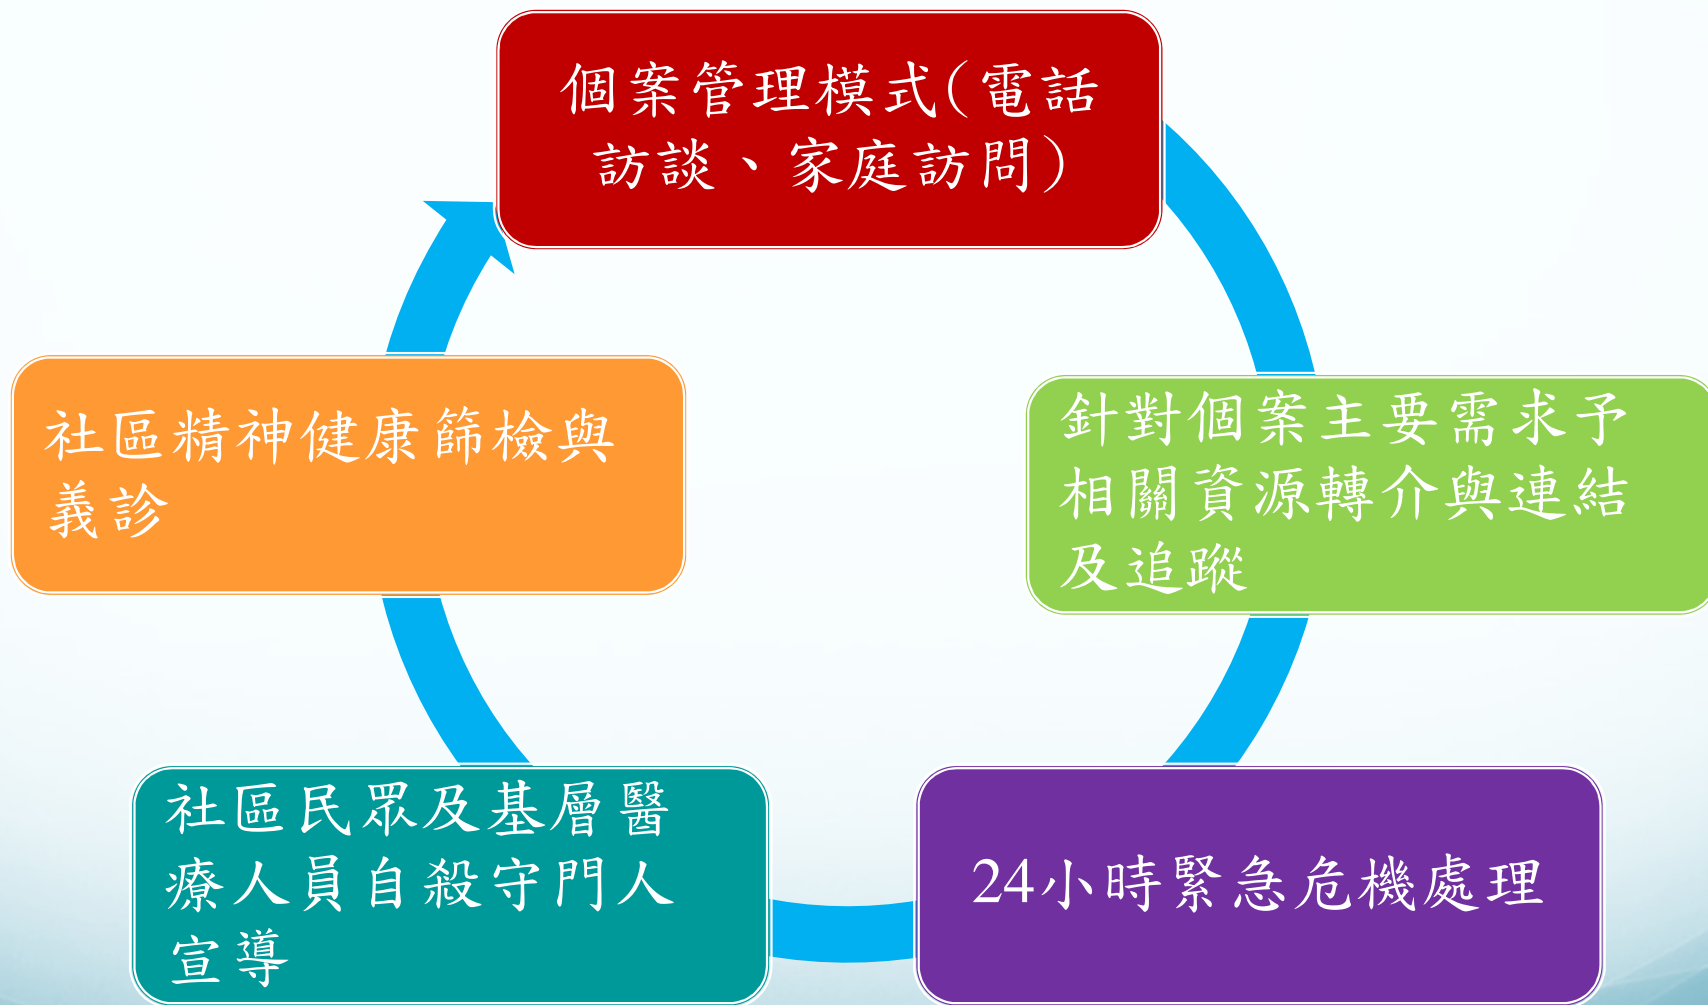 個案管理模式(電話
訪談、家庭訪問)
針對個案主要需求予
相關資源轉介與連結
及追蹤
24小時緊急危機處理
社區民眾及基層醫
療人員自殺守門人
宣導
社區精神健康篩檢與
義診